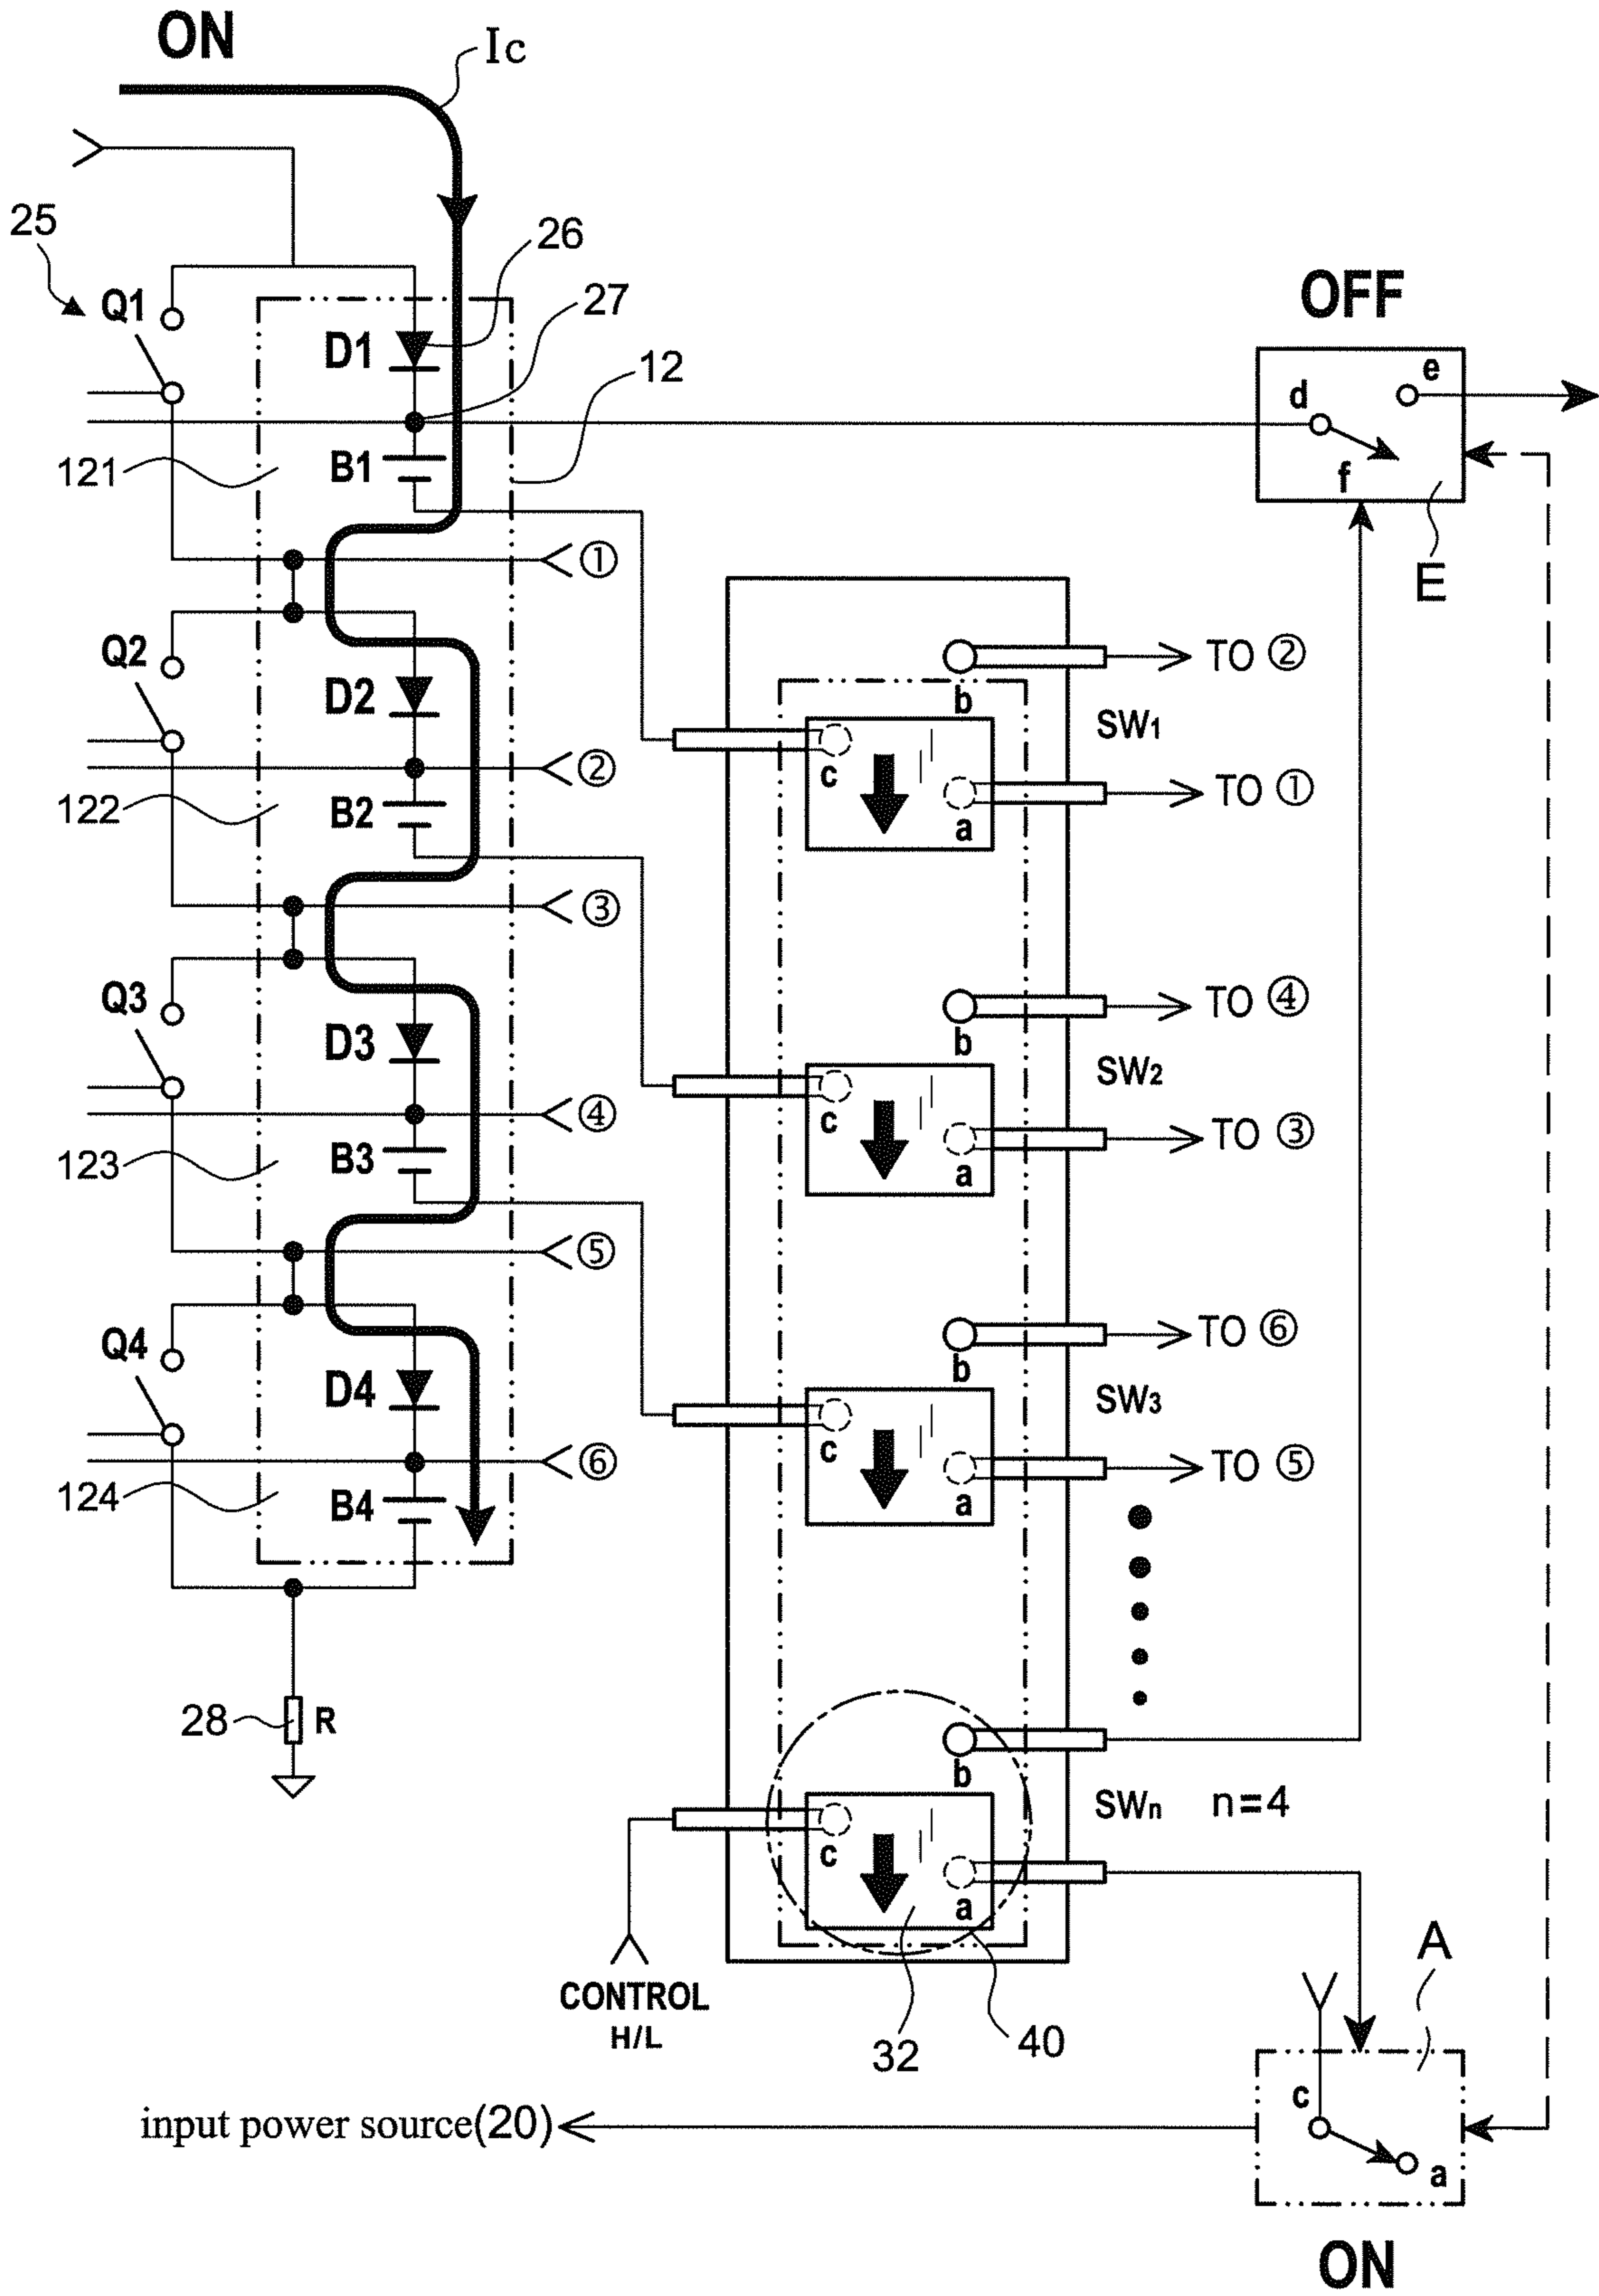 ON
Ic
25
26
Q1
27
OFF
D1
12
e
d
121
B1
f
①
E
Q2
TO ②
b
D2
SW1
②
c
122
B2
TO ①
a
③
Q3
TO ④
D3
b
SW2
④
c
123
B3
TO ③
a
⑤
Q4
TO ⑥
b
D4
SW3
c
⑥
TO ⑤
124
B4
a
28
R
b
SWn n=4
c
a
A
CONTROL
H/L
32
40
c
input power source(20)
a
ON